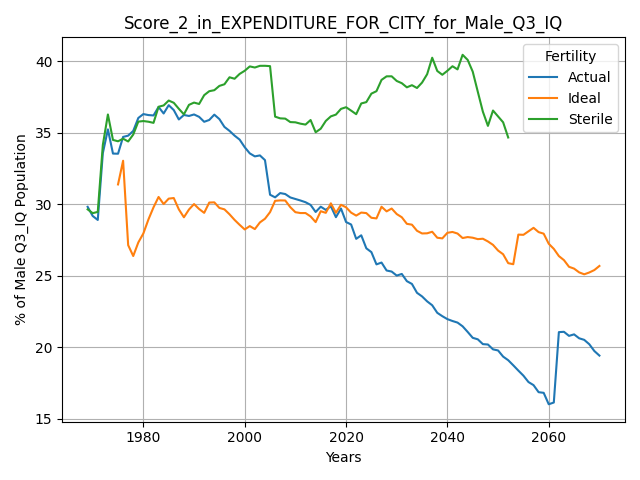 Score_2_in_EXPENDITURE_FOR_CITY_for_Male_Q3_IQ
Fertility
Actual
Ideal
Sterile
% of Male Q3_IQ Population
40
35
30
25
20
15
1980
2000
2020
2040
2060
Years